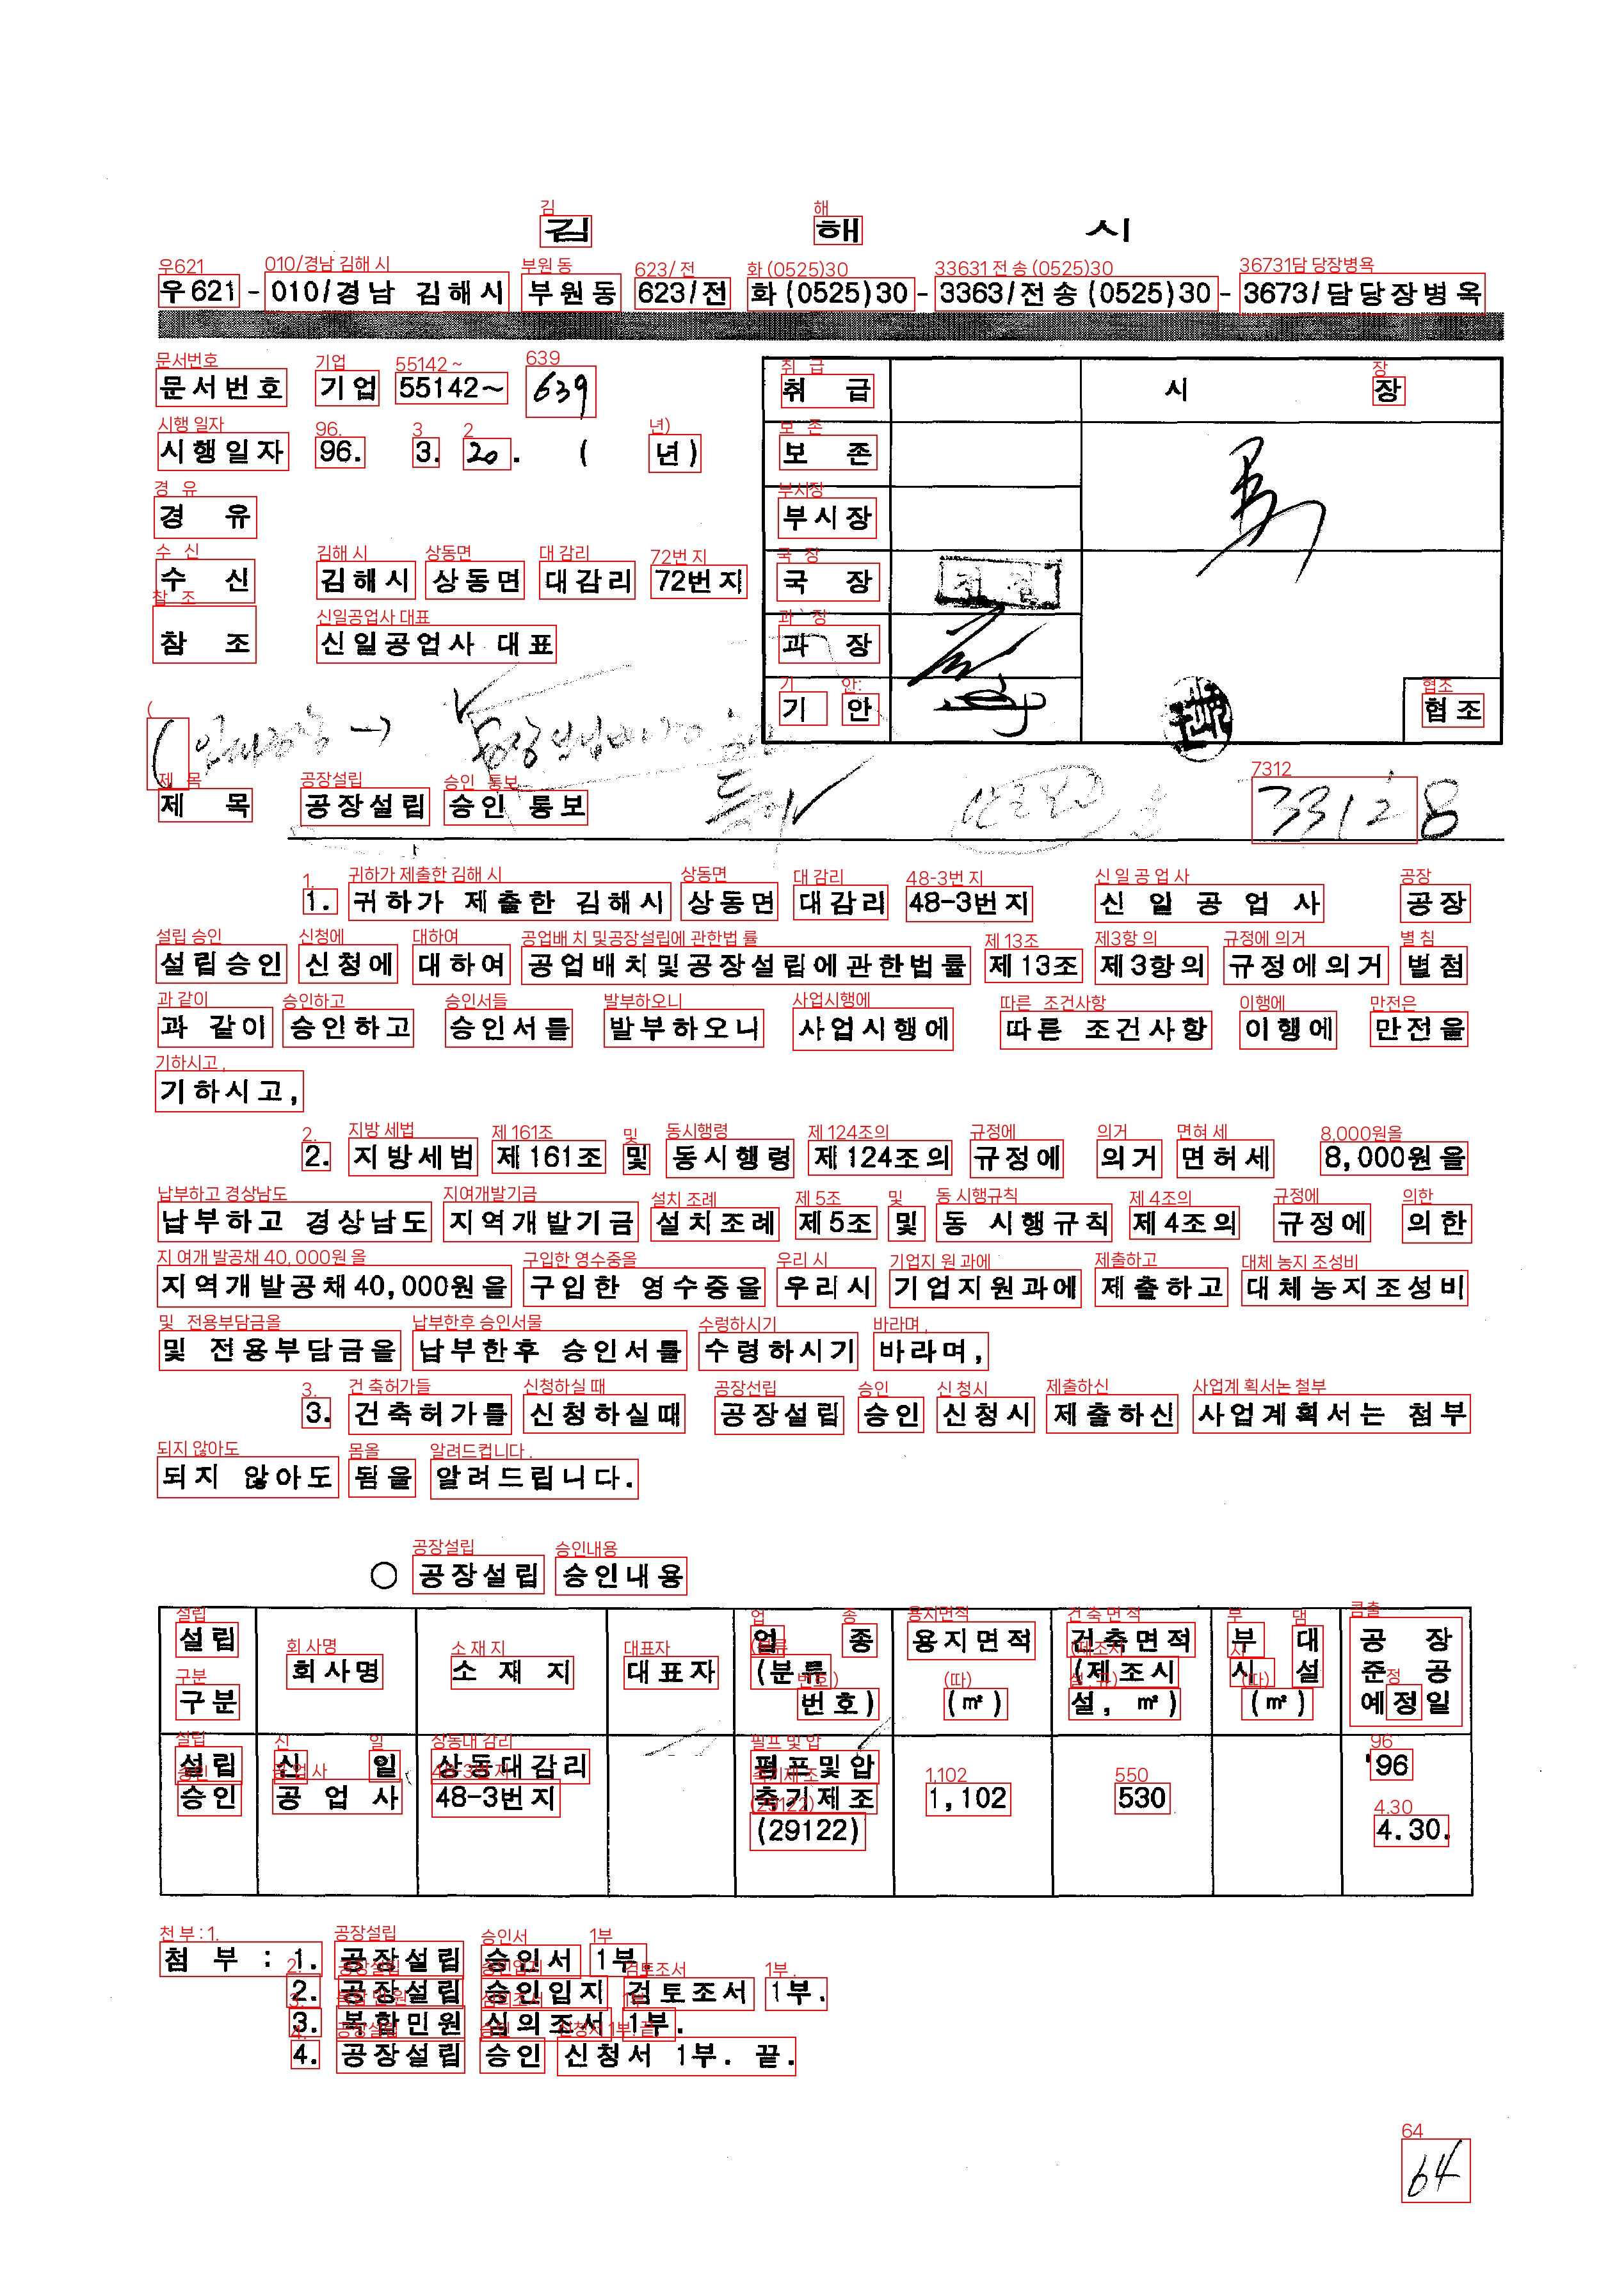 김 해 시
우621-010/경남 김해시 부원동 623/전화(0525)30-3363/전송(0525)30-3673/담당장병옥
문서번호 기업 55142~ 639
시행일자 96. 3. 20. ( 년)
경 유
수 신 김해시 상동면 대감리 72번지
참 조 신일공업사 대표
취 급 시 장
보 존
부시장
국 장
과 장
기 안 협조
제 목 공장설립 승인 통보
1. 귀하가 제출한 김해시 상동면 대감리 48-3번지 신 일 공 업 사 공장
설립승인 신청에 대하여 공업배치및공장설립에관한법률 제13조 제3항의 규정에의거 별첨
과 같이 승인하고 승인서를 발부하오니 사업시행에 따른 조건사항 이행에 만전을
기하시고,
2. 지방세법 제161조 및 동시행령 제124조의 규정에 의거 면허세 8,000원을
납부하고 경상남도 지역개발기금 설치조례 제5조 및 동 시행규칙 제4조의 규정에 의한
지역개발공채40,000원을 구입한 영수증을 우리시 기업지원과에 제출하고 대체농지조성비
및 전용부담금을 납부한후 승인서를 수령하시기 바라며,
3. 건축허가를 신청하실때 공장설립 승인 신청시 제출하신 사업계획서는 첨부
되지 않아도 됨을 알려드립니다.
○ 공장설립 승인내용
설립구분 회사명 소 재 지 대표자 업 종 (분류번호) 용지면적 (㎡) 건축면적 (제조시설, ㎡) 부 대 시 설 (㎡) 공 장 준 공 예정일
설립승인 신 일 공 업 사 상동대감리 48-3번지 펌프및압축기제조 (29122) 1,102 530 '96 4.30.
첨 부 : 1. 공장설립 승인서 1부
2. 공장설립 승인입지 검토조서 1부.
3. 복합민원 심의조서 1부.
4. 공장설립 승인 신청서 1부. 끝.
64